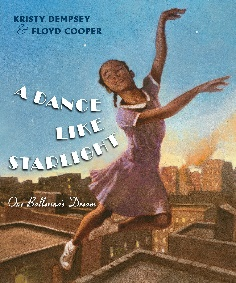 KRISTY DEMPSEY
& FLOYD COOPER
A DANCE
LIKE
STARLIGHT
One Ballerina's Dream